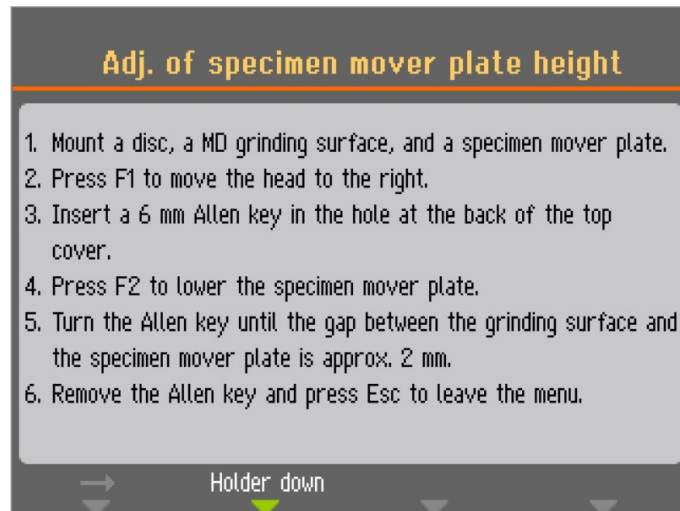 Adj. of specimen mover plate height
1. Mount a disc, a MD grinding surface, and a specimen mover plate.
2. Press F1 to move the head to the right.
3. Insert a 6 mm Allen key in the hole at the back of the top
cover.
4. Press F2 to lower the specimen mover plate.
5. Turn the Allen key until the gap between the grinding surface and
the specimen mover plate is approx. 2 mm.
6. Remove the Allen key and press Esc to leave the menu.
Holder down